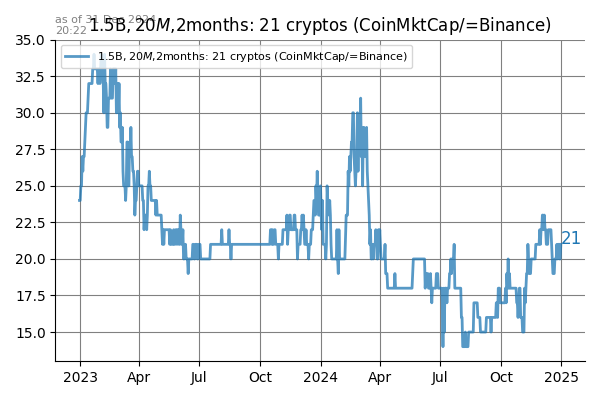 as of 31 Dec 2024
20:22
1.5B, 20M, 2months: 21 cryptos (CoinMktCap/=Binance)
1.5B, 20M, 2months: 21 cryptos (CoinMktCap/=Binance)
35.0
32.5
30.0
27.5
25.0
22.5
20.0
17.5
15.0
21
2023 Apr Jul Oct 2024 Apr Jul Oct 2025